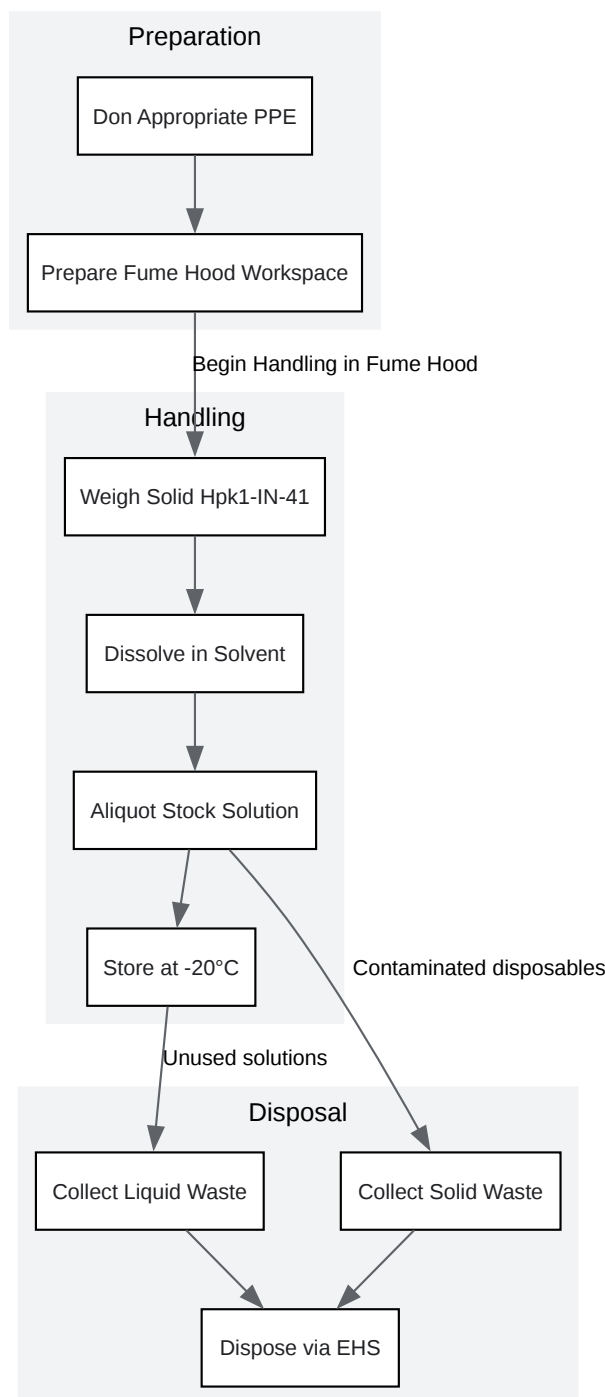 Preparation
Don Appropriate PPE
Prepare Fume Hood Workspace
Begin Handling in Fume Hood
Handling
Weigh Solid Hpk1-IN-41
Dissolve in Solvent
Aliquot Stock Solution
Store at -20°C
Contaminated disposables
Unused solutions
Disposal
Collect Liquid Waste
Collect Solid Waste
Dispose via EHS